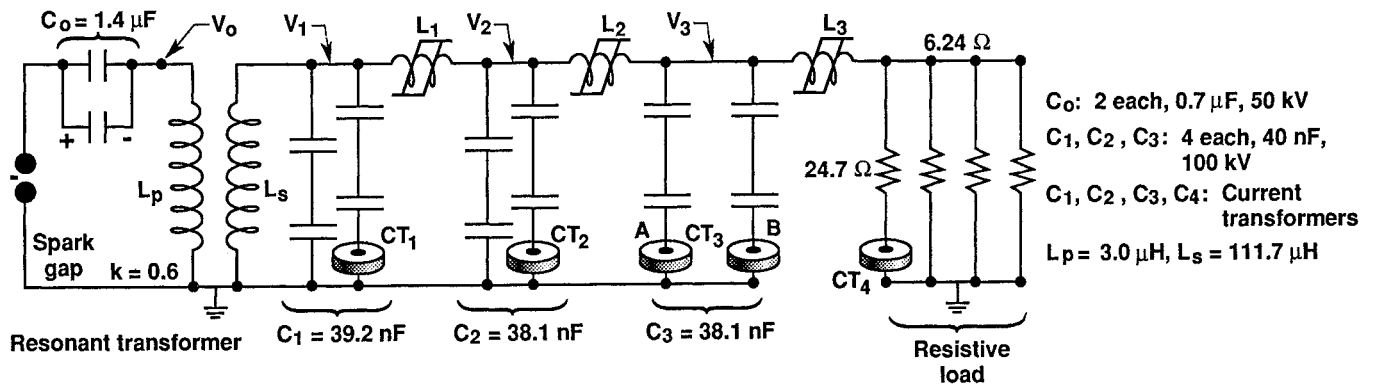 Co = 1.4 µF
Vo
V1
L1
V2
L2
V3
L3
6.24 Ω
+
-
-
Lp
Ls
Spark
gap
k = 0.6
CT1
CT2
A
CT3
B
24.7 Ω
CT4
Co: 2 each, 0.7 µF, 50 kV
C1, C2 , C3: 4 each, 40 nF,
100 kV
C1, C2 , C3, C4: Current
transformers
Lp = 3.0 µH, Ls = 111.7 µH
Resonant transformer
C1 = 39.2 nF
C2 = 38.1 nF
C3 = 38.1 nF
Resistive
load